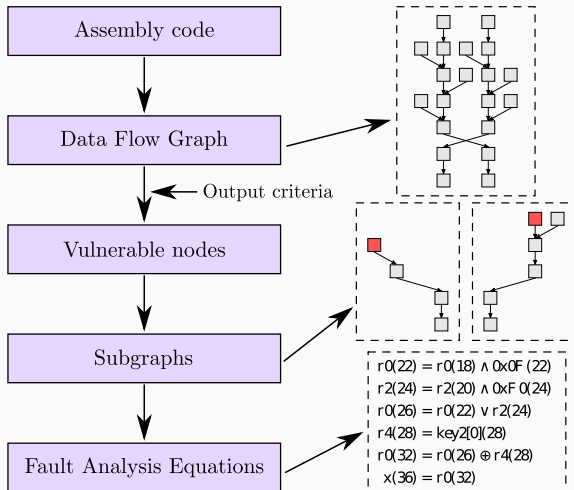 Assembly code
Data Flow Graph
Output criteria
Vulnerable nodes
Subgraphs
Fault Analysis Equations
r0(22) = r0(18) ∧ 0x0F (22)
r2(24) = r2(20) ∧ 0xF 0(24)
r0(26) = r0(22) ∨ r2(24)
r4(28) = key2[0](28)
r0(32) = r0(26) ⊕ r4(28)
x(36) = r0(32)